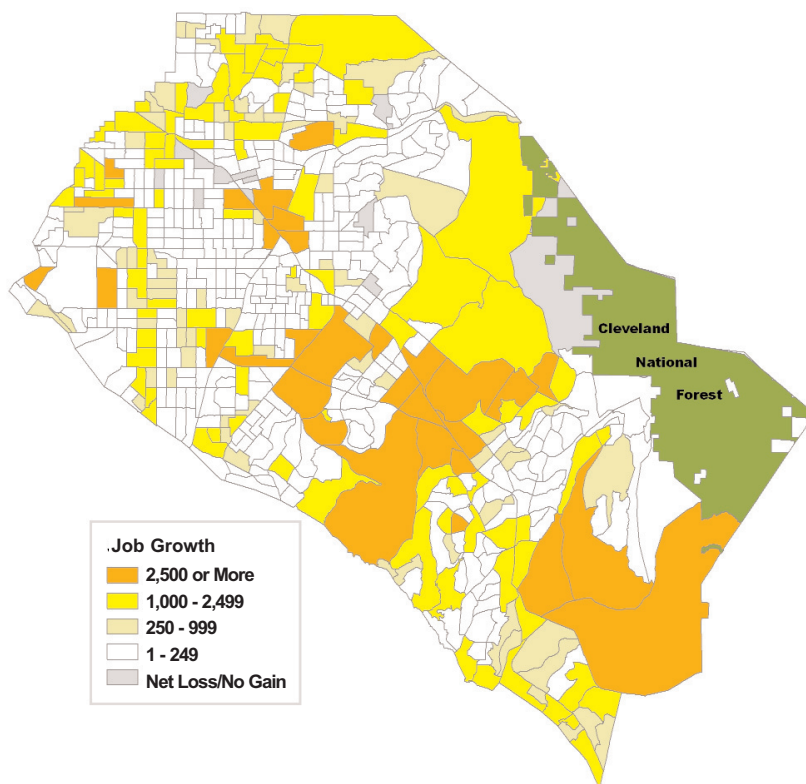 Cleveland
National
Forest
.Job Growth
2,500 or More
1,000 - 2,499
250 - 999
1 - 249
Net Loss/No Gain